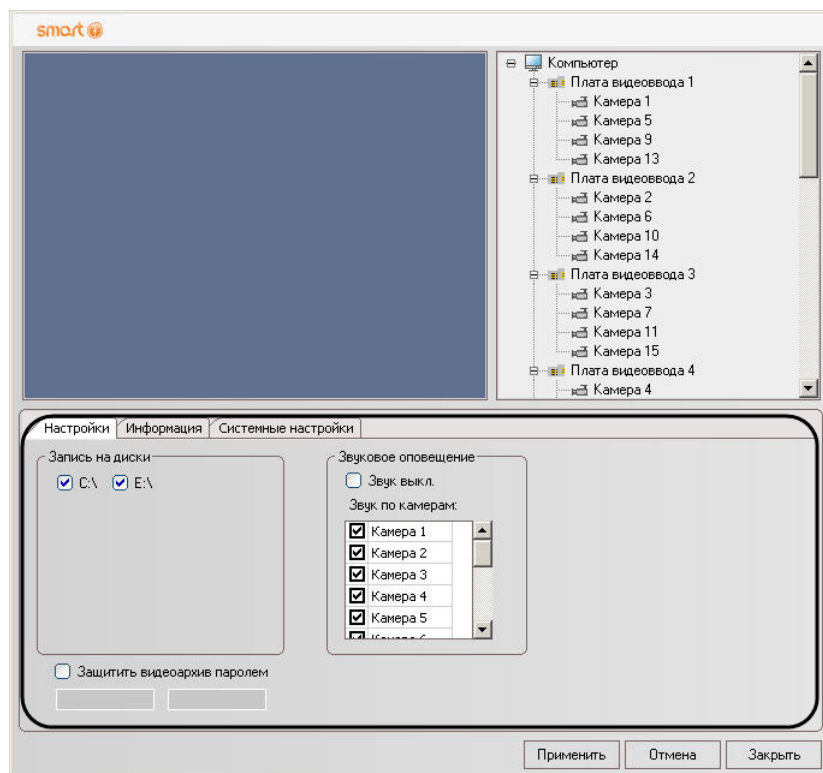 smart
Компьютер
Плата видеоввода 1
Камера 1
Камера 5
Камера 9
Камера 13
Плата видеоввода 2
Камера 2
Камера 6
Камера 10
Камера 14
Плата видеоввода 3
Камера 3
Камера 7
Камера 11
Камера 15
Плата видеоввода 4
Камера 4
Настройки Информация Системные настройки
Запись на диски
C:\ E:\
Звуковое оповещение
Звук выкл.
Звук по камерам:
Камера 1
Камера 2
Камера 3
Камера 4
Камера 5
Защитить видеоархив паролем
Применить Отмена Закрыть